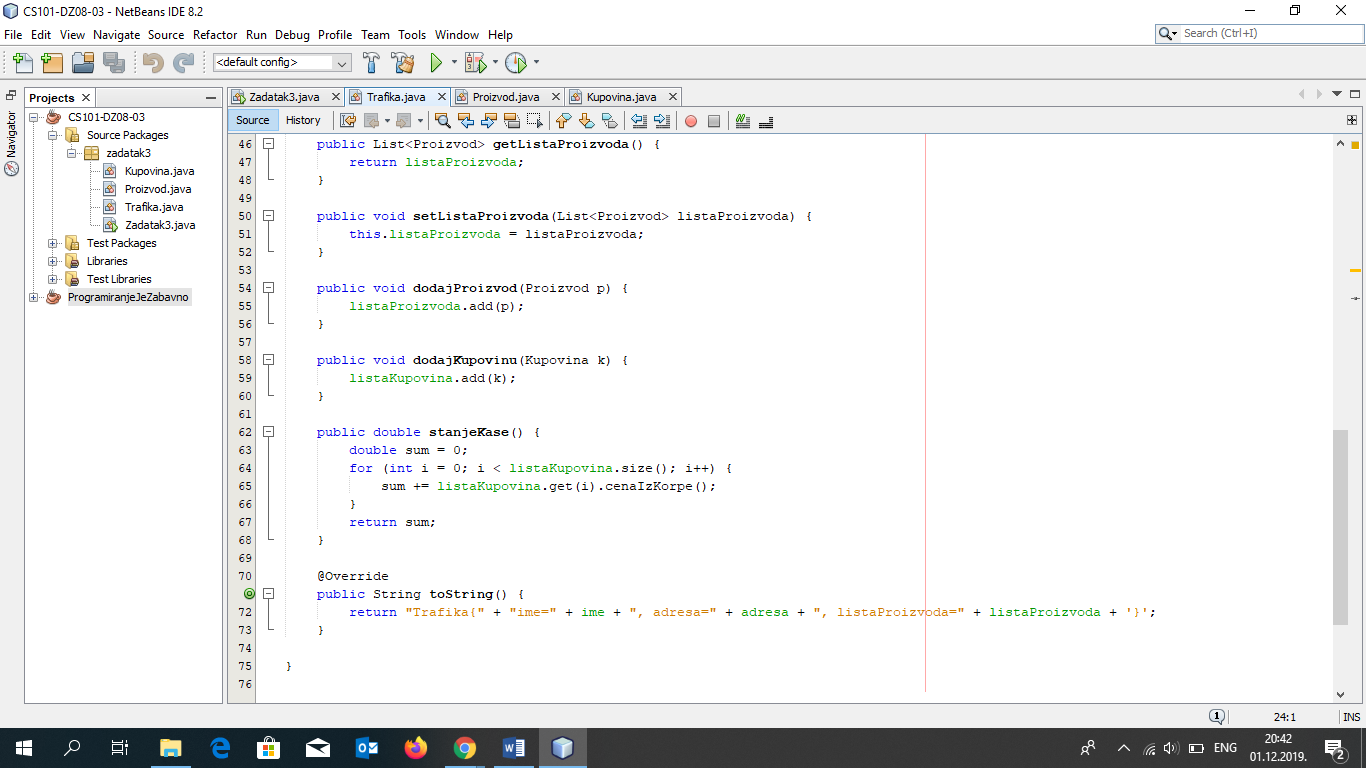 CS101-DZ08-03 - NetBeans IDE 8.2
File Edit View Navigate Source Refactor Run Debug Profile Team Tools Window Help
Search (Ctrl+I)
<default config>
Projects
Navigator
CS101-DZ08-03
Source Packages
zadatak3
Kupovina.java
Proizvod.java
Trafika.java
Zadatak3.java
Test Packages
Libraries
Test Libraries
ProgramiranjeJeZabavno
Zadatak3.java Trafika.java Proizvod.java Kupovina.java
Source History
46 public List<Proizvod> getListaProizvoda() {
47 return listaProizvoda;
48 }
49
50 public void setListaProizvoda(List<Proizvod> listaProizvoda) {
51 this.listaProizvoda = listaProizvoda;
52 }
53
54 public void dodajProizvod(Proizvod p) {
55 listaProizvoda.add(p);
56 }
57
58 public void dodajKupovinu(Kupovina k) {
59 listaKupovina.add(k);
60 }
61
62 public double stanjeKase() {
63 double sum = 0;
64 for (int i = 0; i < listaKupovina.size(); i++) {
65 sum += listaKupovina.get(i).cenaIzKorpe();
66 }
67 return sum;
68 }
69
70 @Override
public String toString() {
72 return "Trafika{" + "ime=" + ime + ", adresa=" + adresa + ", listaProizvoda=" + listaProizvoda + '}';
73 }
74
75 }
76
1 24:1 INS
ENG
20:42
01.12.2019.
2